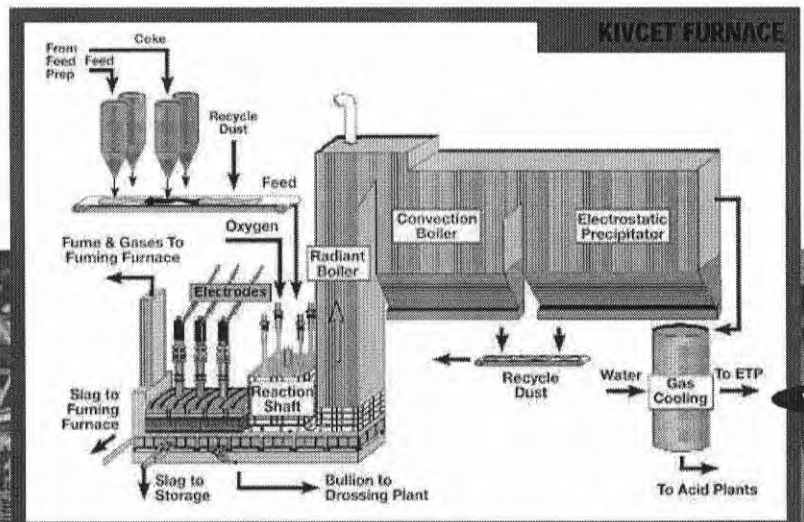 KIVCET FURNACE
Coke
From
Feed Feed
Prep
Recycle
Dust
Feed
Oxygen
Fume & Gases To
Fuming Furnace
Electrodes
Radiant
Boiler
Convection
Boiler
Electrostatic
Precipitator
Reaction
Shaft
Slag to
Fuming
Furnace
Recycle
Dust
Water
Gas
Cooling
To ETP
Slag to
Storage
Bullion to
Drossing Plant
To Acid Plants